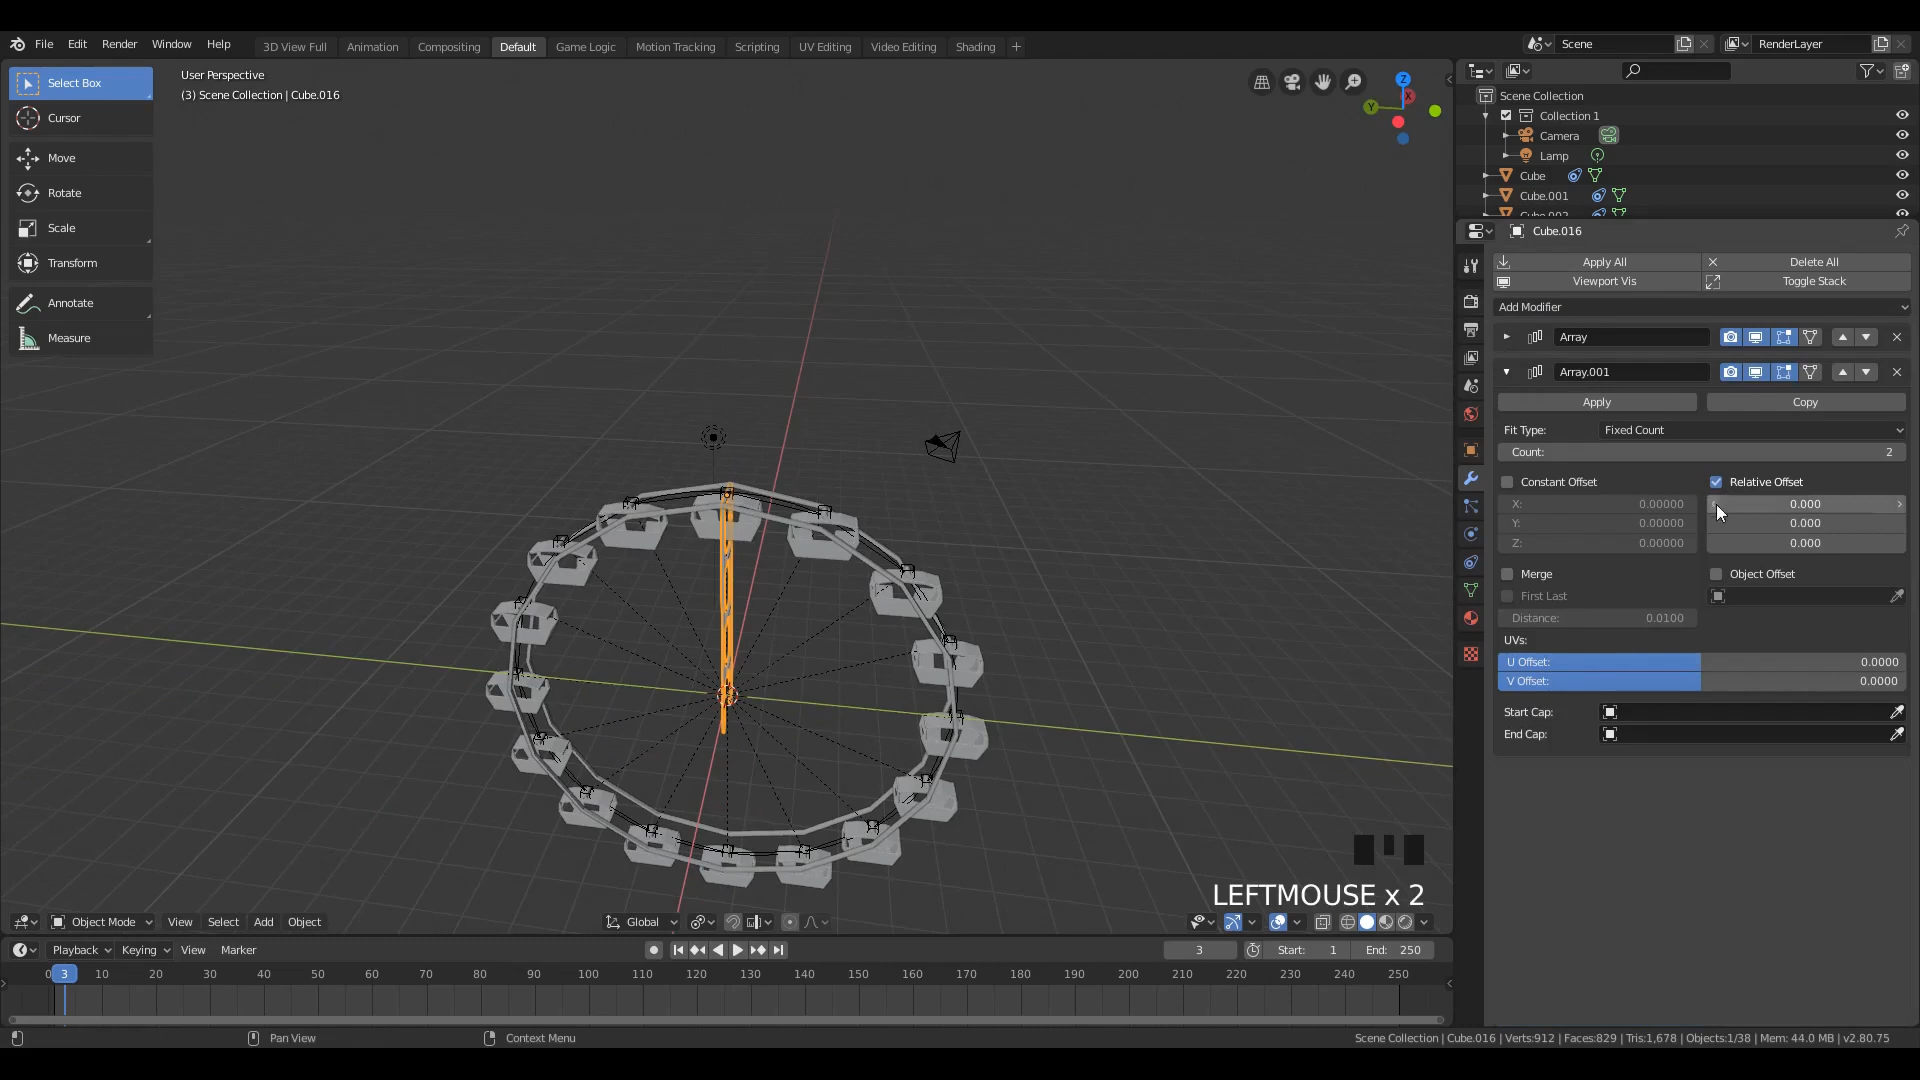 File Edit Render Window Help
3D View Full Animation Compositing Default Game Logic Motion Tracking Scripting UV Editing Video Editing Shading +
Scene RenderLayer
Select Box
Cursor
Move
Rotate
Scale
Transform
Annotate
Measure
User Perspective
(3) Scene Collection | Cube.016
Z
X
Y
Scene Collection
Collection 1
Camera
Lamp
Cube
Cube.001
Cube.002
Cube.016
Apply All Delete All
Viewport Vis Toggle Stack
Add Modifier
Array
Array.001
Apply Copy
Fit Type: Fixed Count
Count: 2
Constant Offset Relative Offset
X: 0.00000 0.000
Y: 0.00000 0.000
Z: 0.00000 0.000
Merge Object Offset
First Last
Distance: 0.0100
UVs:
U Offset: 0.0000
V Offset: 0.0000
Start Cap:
End Cap:
LEFTMOUSE x 2
Object Mode View Select Add Object Global
Playback Keying View Marker 3 Start: 1 End: 250
0 3 10 20 30 40 50 60 70 80 90 100 110 120 130 140 150 160 170 180 190 200 210 220 230 240 250
Pan View Context Menu Scene Collection | Cube.016 | Verts:912 | Faces:829 | Tris:1,678 | Objects:1/38 | Mem: 44.0 MB | v2.80.75